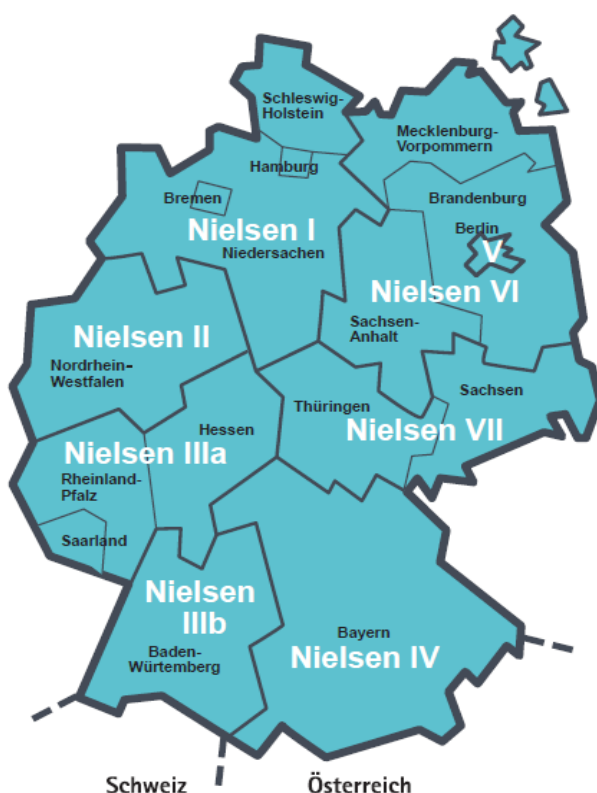 Schleswig-
Holstein
Mecklenburg-
Vorpommern
Hamburg
Bremen
Brandenburg
Nielsen I
Berlin
V
Niedersachen
Nielsen VI
Nielsen II
Sachsen-
Anhalt
Nordrhein-
Westfalen
Sachsen
Thüringen
Hessen
Nielsen VII
Nielsen IIIa
Rheinland-
Pfalz
Saarland
Nielsen
IIIb
Bayern
Nielsen IV
Baden-
Würtemberg
Schweiz
Österreich